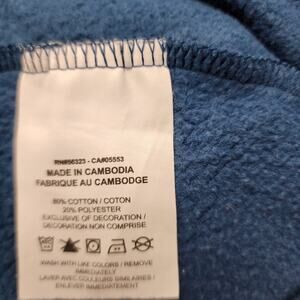 RN#56323 - CA#05553
MADE IN CAMBODIA
FABRIQUE AU CAMBODGE
80% COTTON / COTON
20% POLYESTER
EXCLUSIVE OF DECORATION /
DECORATION NON COMPRISE
WASH WITH LIKE COLORS / REMOVE
IMMEDIATELY
LAVER AVEC COULEURS SIMILAIRES /
ENLEVER IMMEDIATEMENT